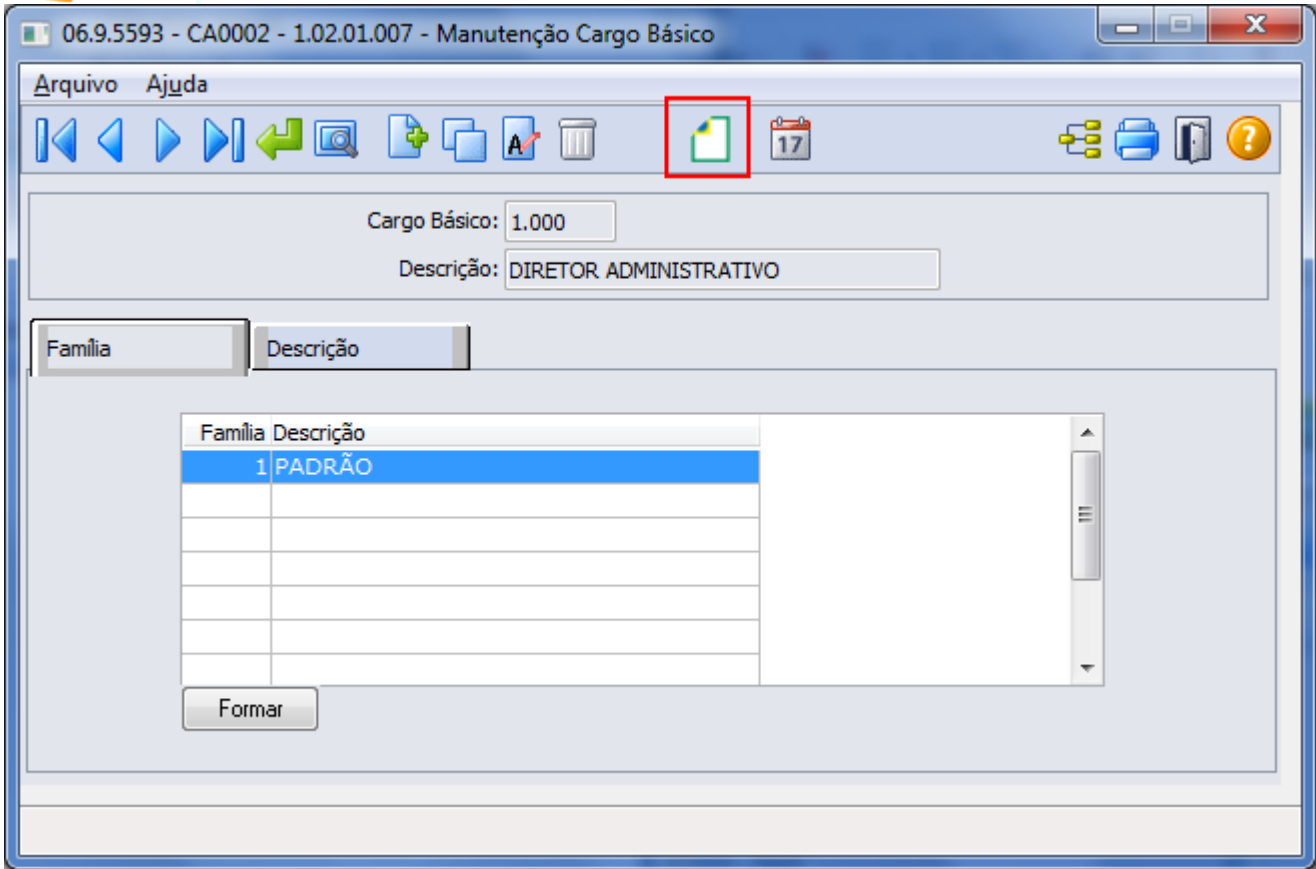 06.9.5593 - CA0002 - 1.02.01.007 - Manutenção Cargo Básico
Arquivo Ajuda
17
A
?
Cargo Básico: 1.000
Descrição: DIRETOR ADMINISTRATIVO
Família Descrição
Família Descrição
1 PADRÃO
Formar